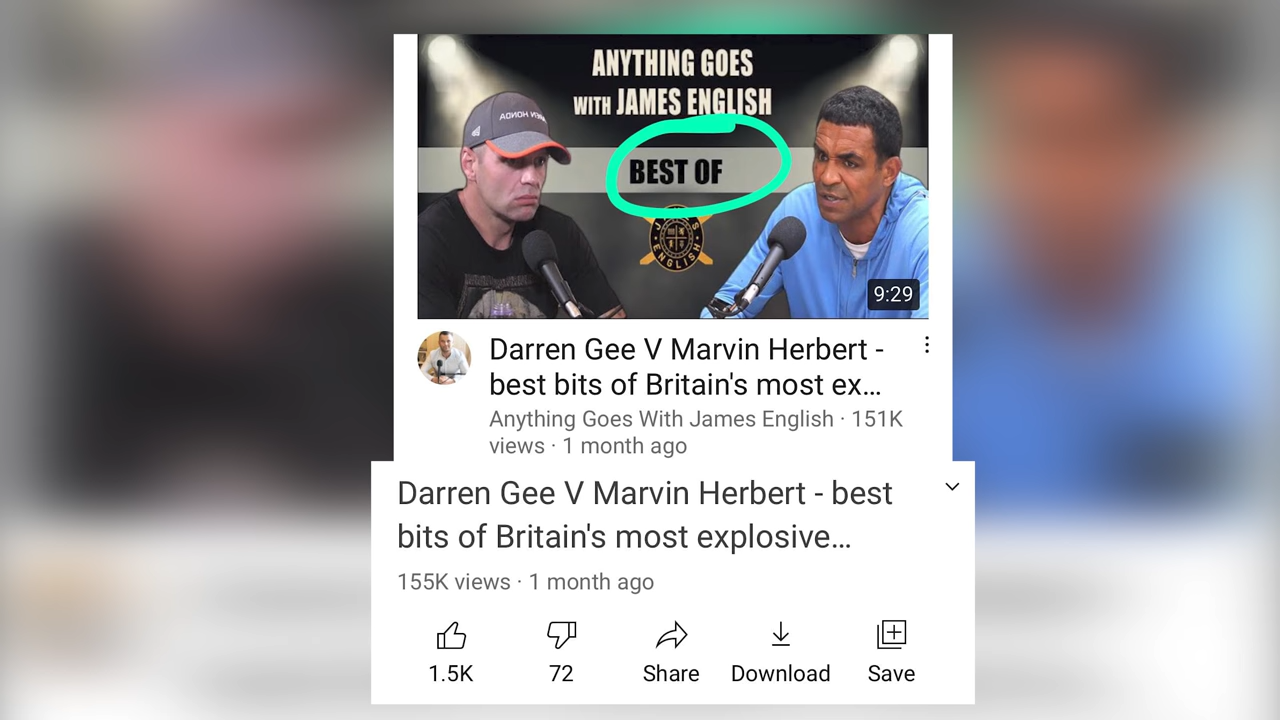 ANYTHING GOES
WITH JAMES ENGLISH
BEST OF
ENGLISH
9:29
Darren Gee V Marvin Herbert -
best bits of Britain's most ex...
Anything Goes With James English · 151K
views · 1 month ago
Darren Gee V Marvin Herbert - best
bits of Britain's most explosive...
155K views · 1 month ago
1.5K
72
Share
Download
Save